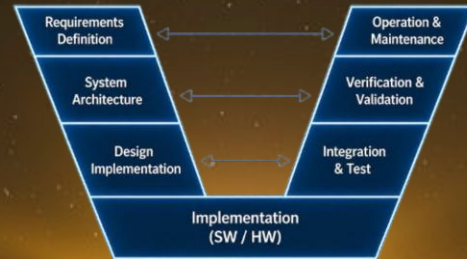 Requirements
Definition
Operation &
Maintenance
System
Architecture
Verification &
Validation
Design
Implementation
Integration
& Test
Implementation
(SW / HW)